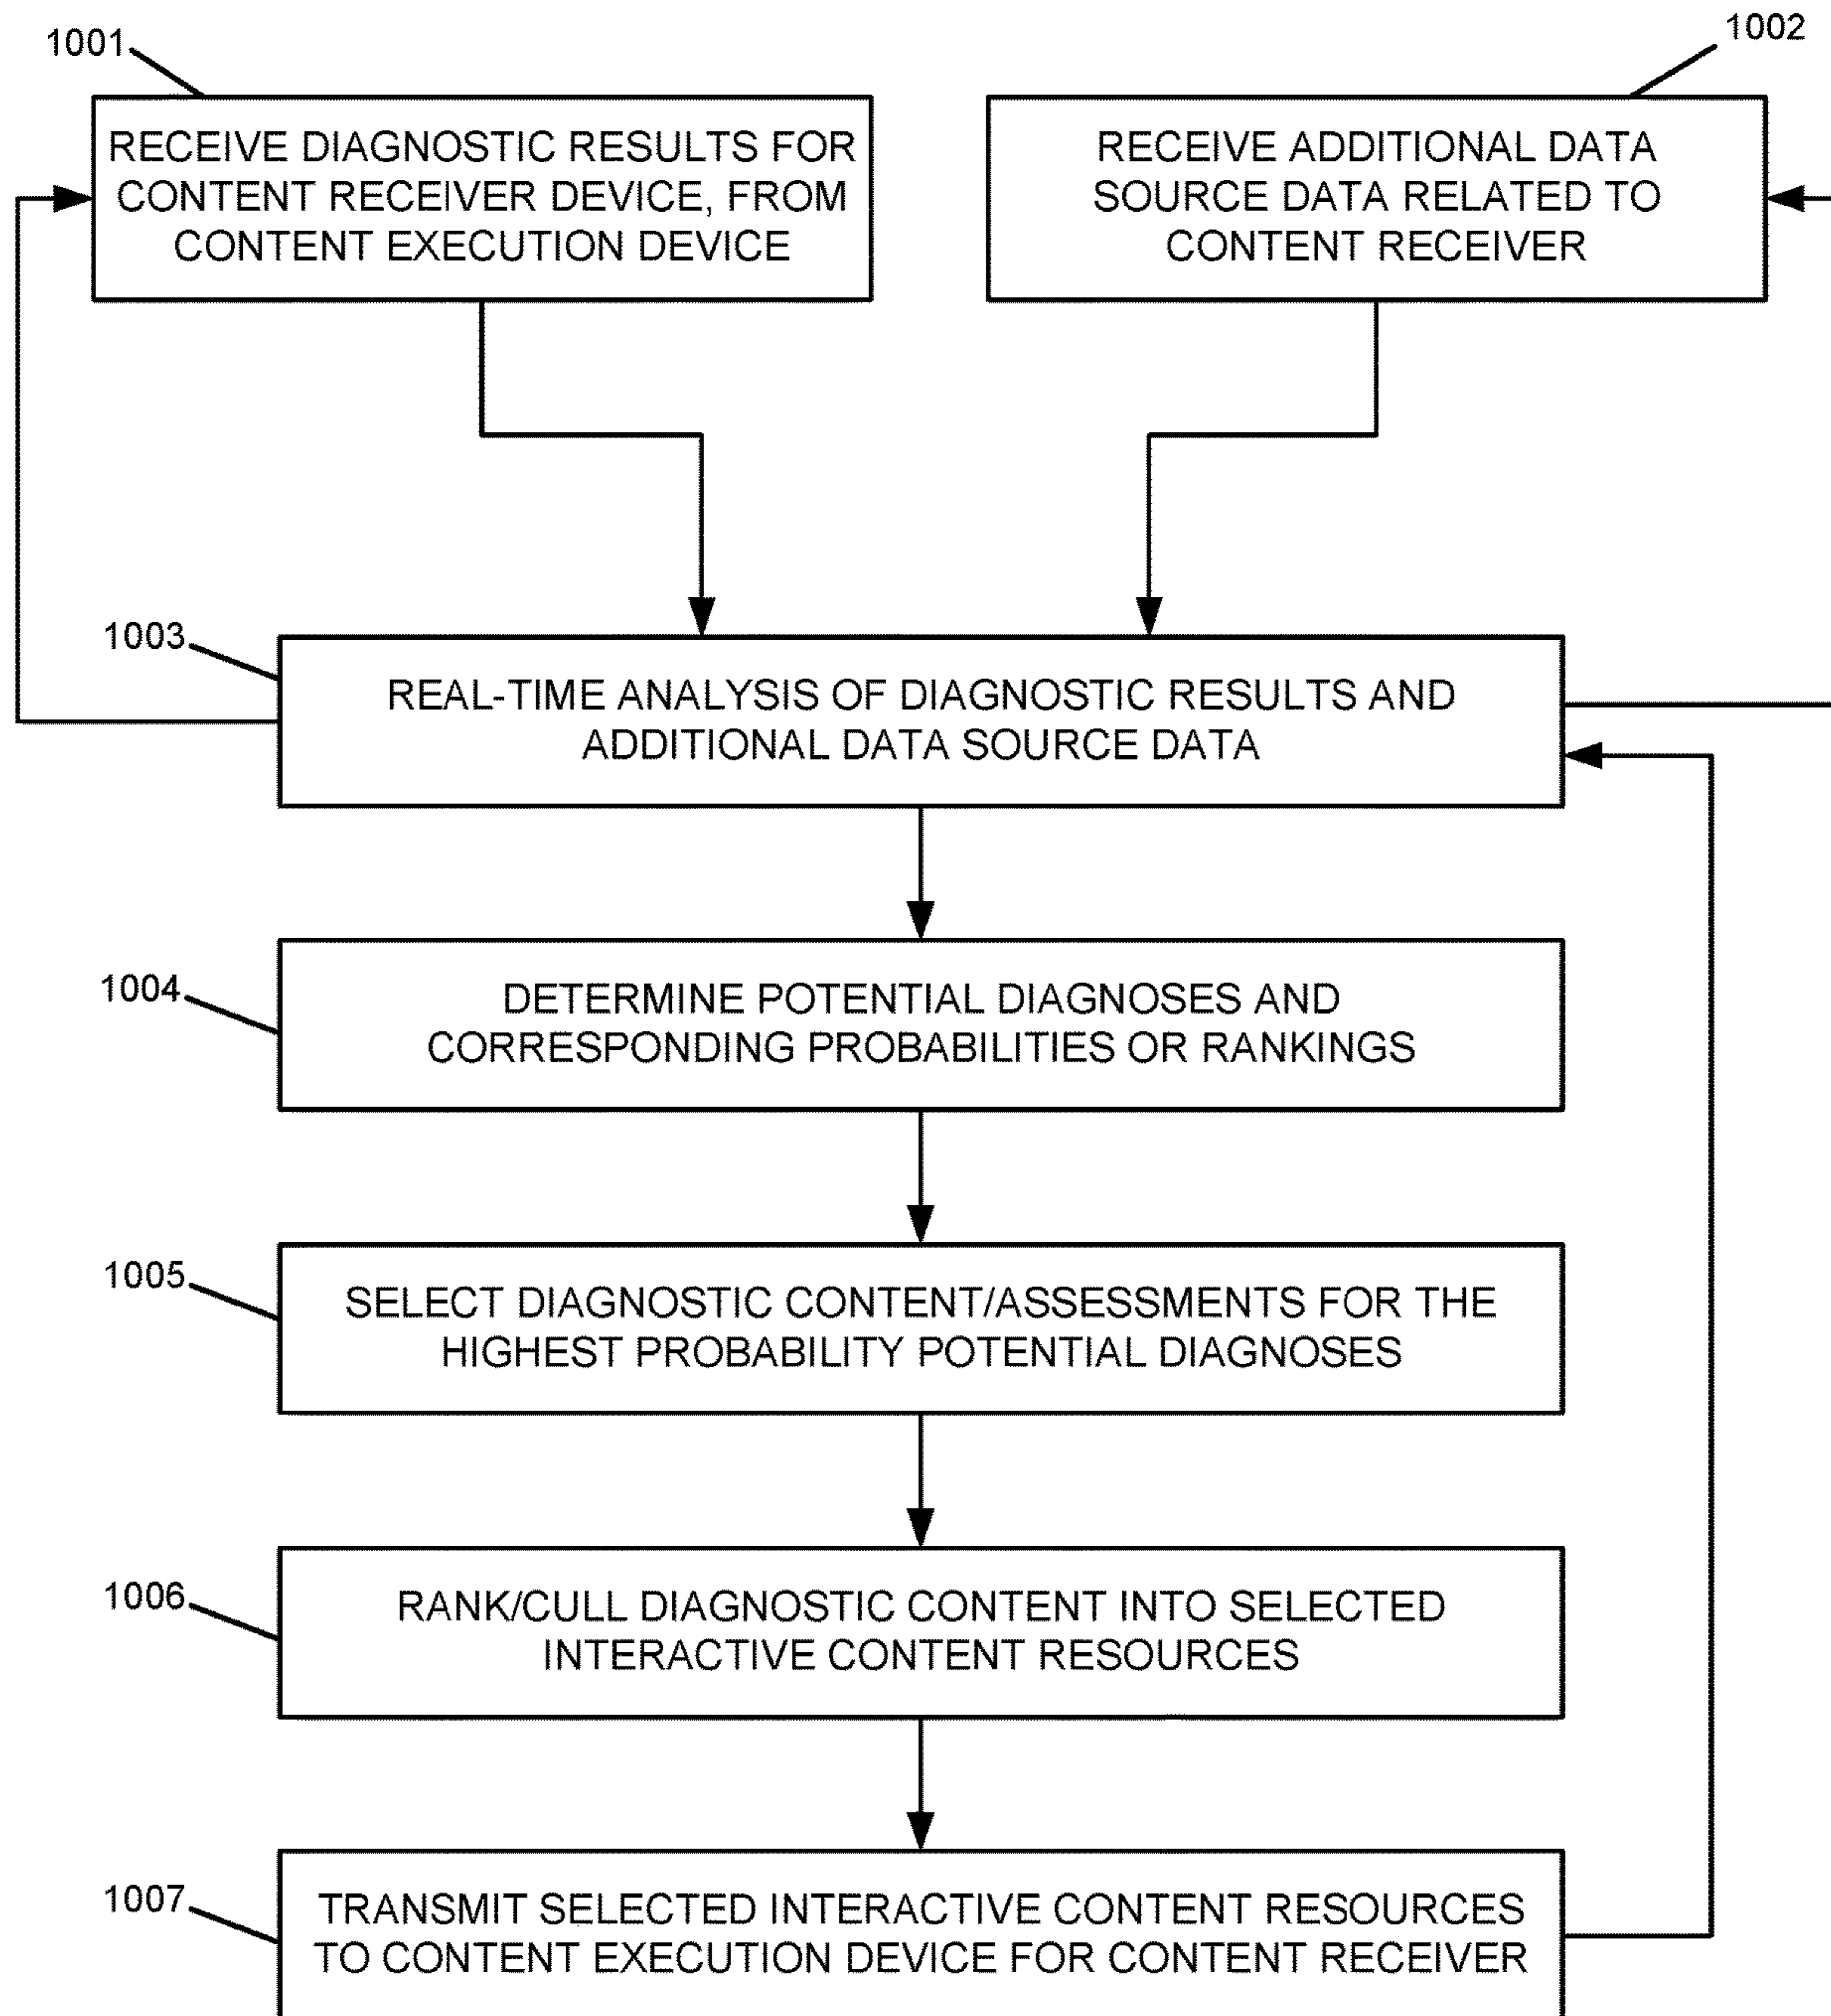 1001
1002
RECEIVE DIAGNOSTIC RESULTS FOR
CONTENT RECEIVER DEVICE, FROM
CONTENT EXECUTION DEVICE
RECEIVE ADDITIONAL DATA
SOURCE DATA RELATED TO
CONTENT RECEIVER
1003
REAL-TIME ANALYSIS OF DIAGNOSTIC RESULTS AND
ADDITIONAL DATA SOURCE DATA
1004
DETERMINE POTENTIAL DIAGNOSES AND
CORRESPONDING PROBABILITIES OR RANKINGS
1005
SELECT DIAGNOSTIC CONTENT/ASSESSMENTS FOR THE
HIGHEST PROBABILITY POTENTIAL DIAGNOSES
1006
RANK/CULL DIAGNOSTIC CONTENT INTO SELECTED
INTERACTIVE CONTENT RESOURCES
1007
TRANSMIT SELECTED INTERACTIVE CONTENT RESOURCES
TO CONTENT EXECUTION DEVICE FOR CONTENT RECEIVER